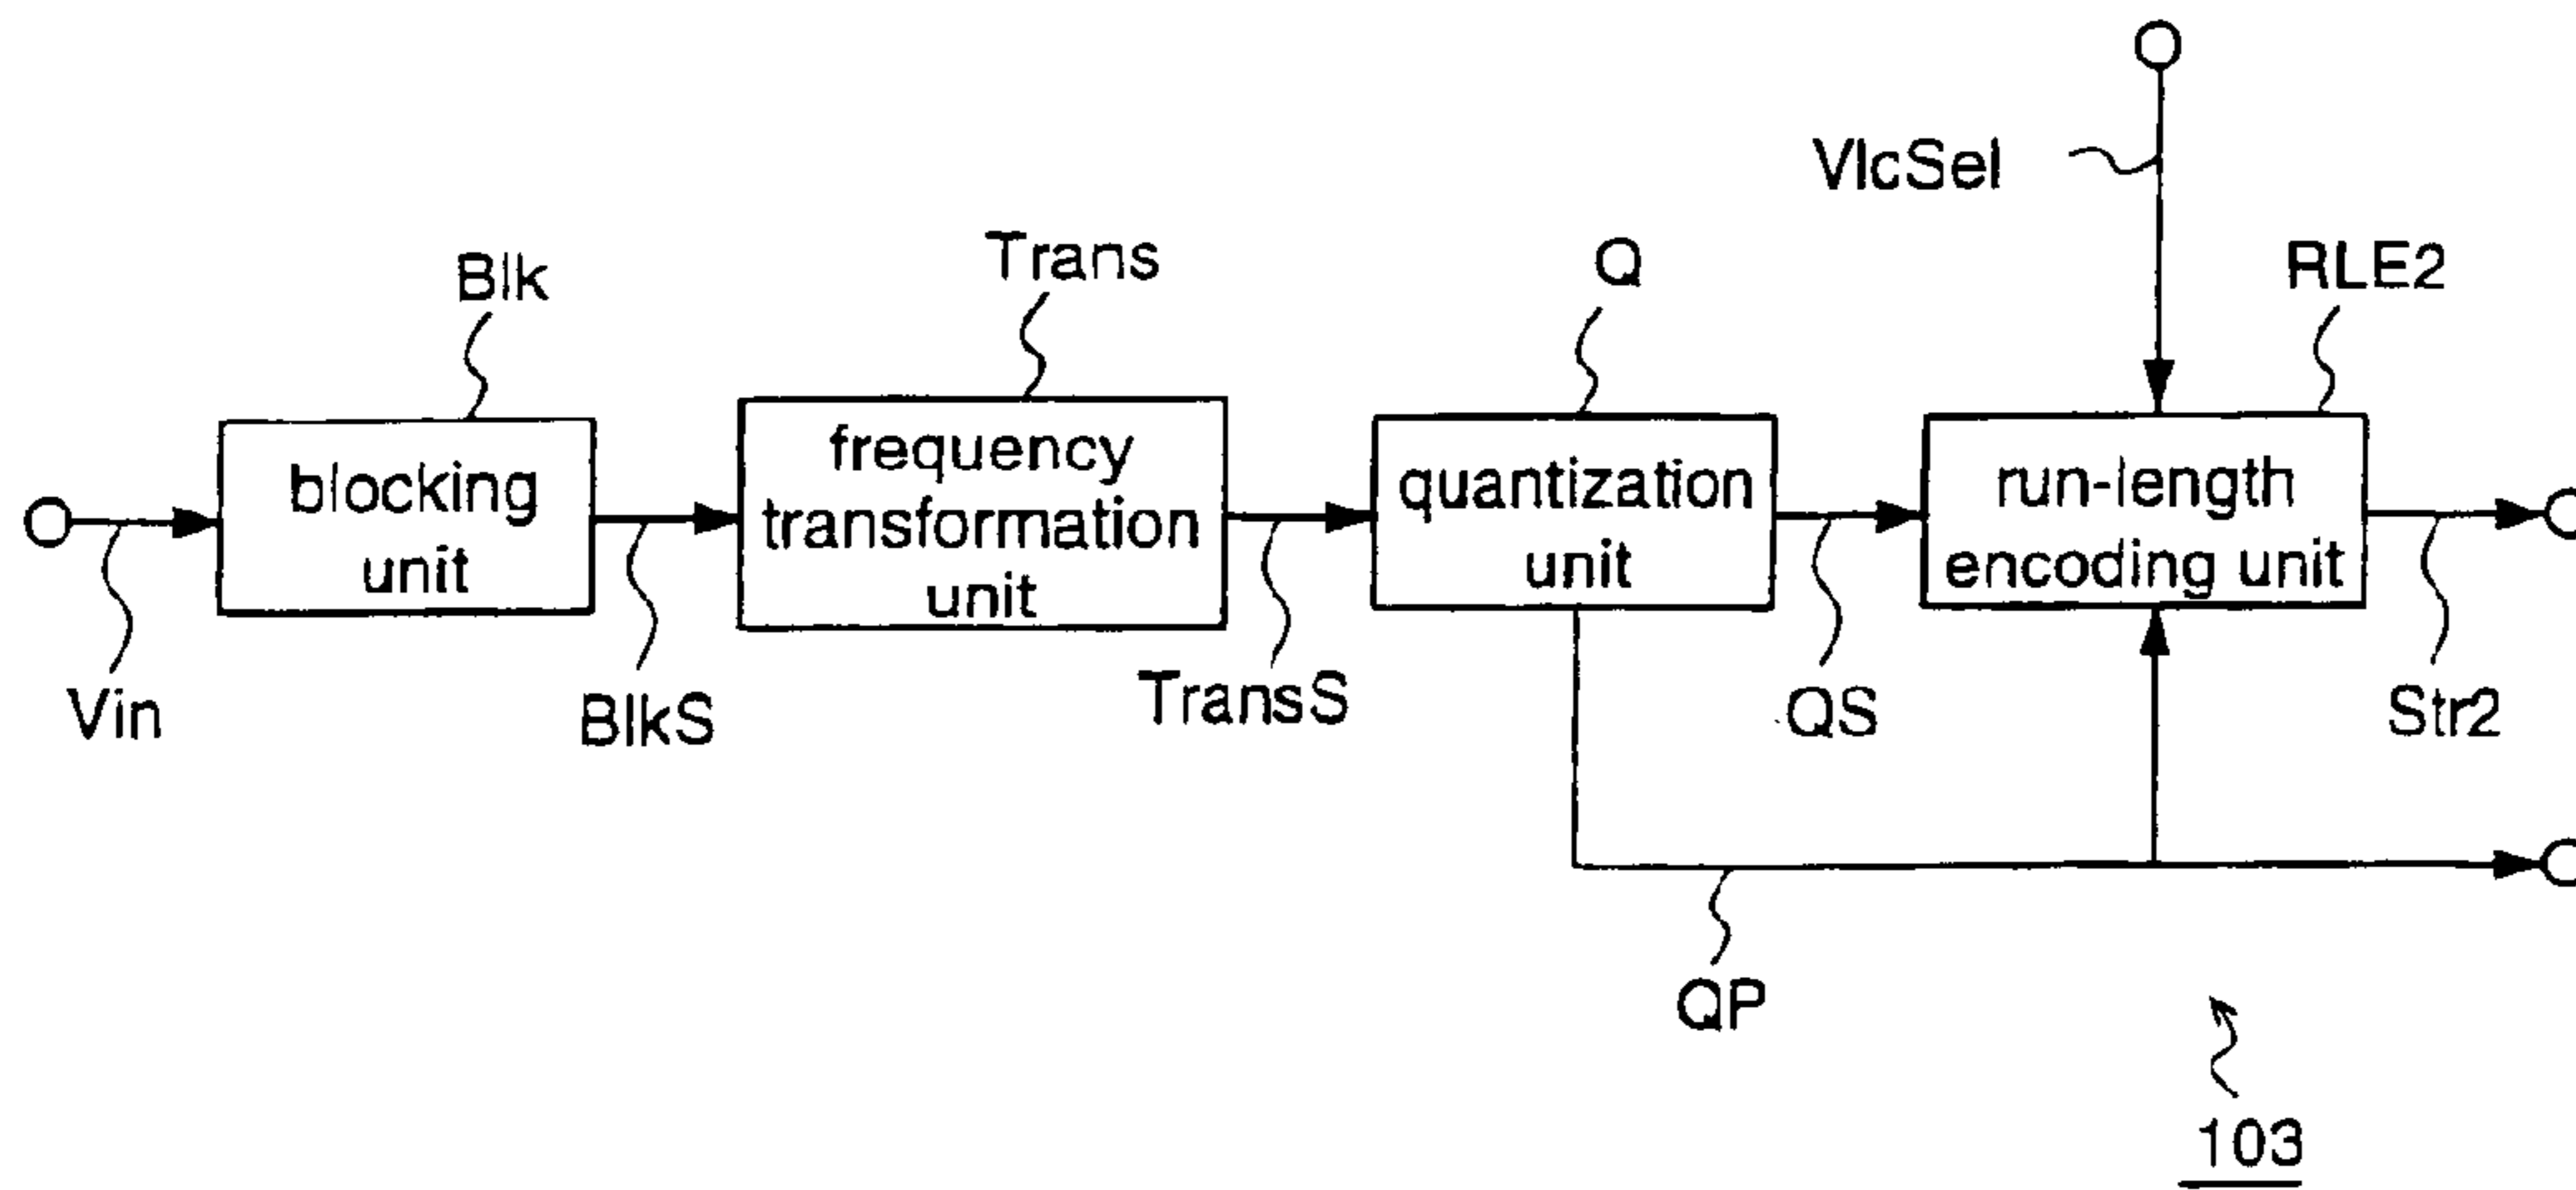 VlcSel
Blk
Trans
Q
RLE2
blocking
unit
frequency
transformation
unit
quantization
unit
run-length
encoding unit
Vin
BlkS
TransS
QS
Str2
QP
103